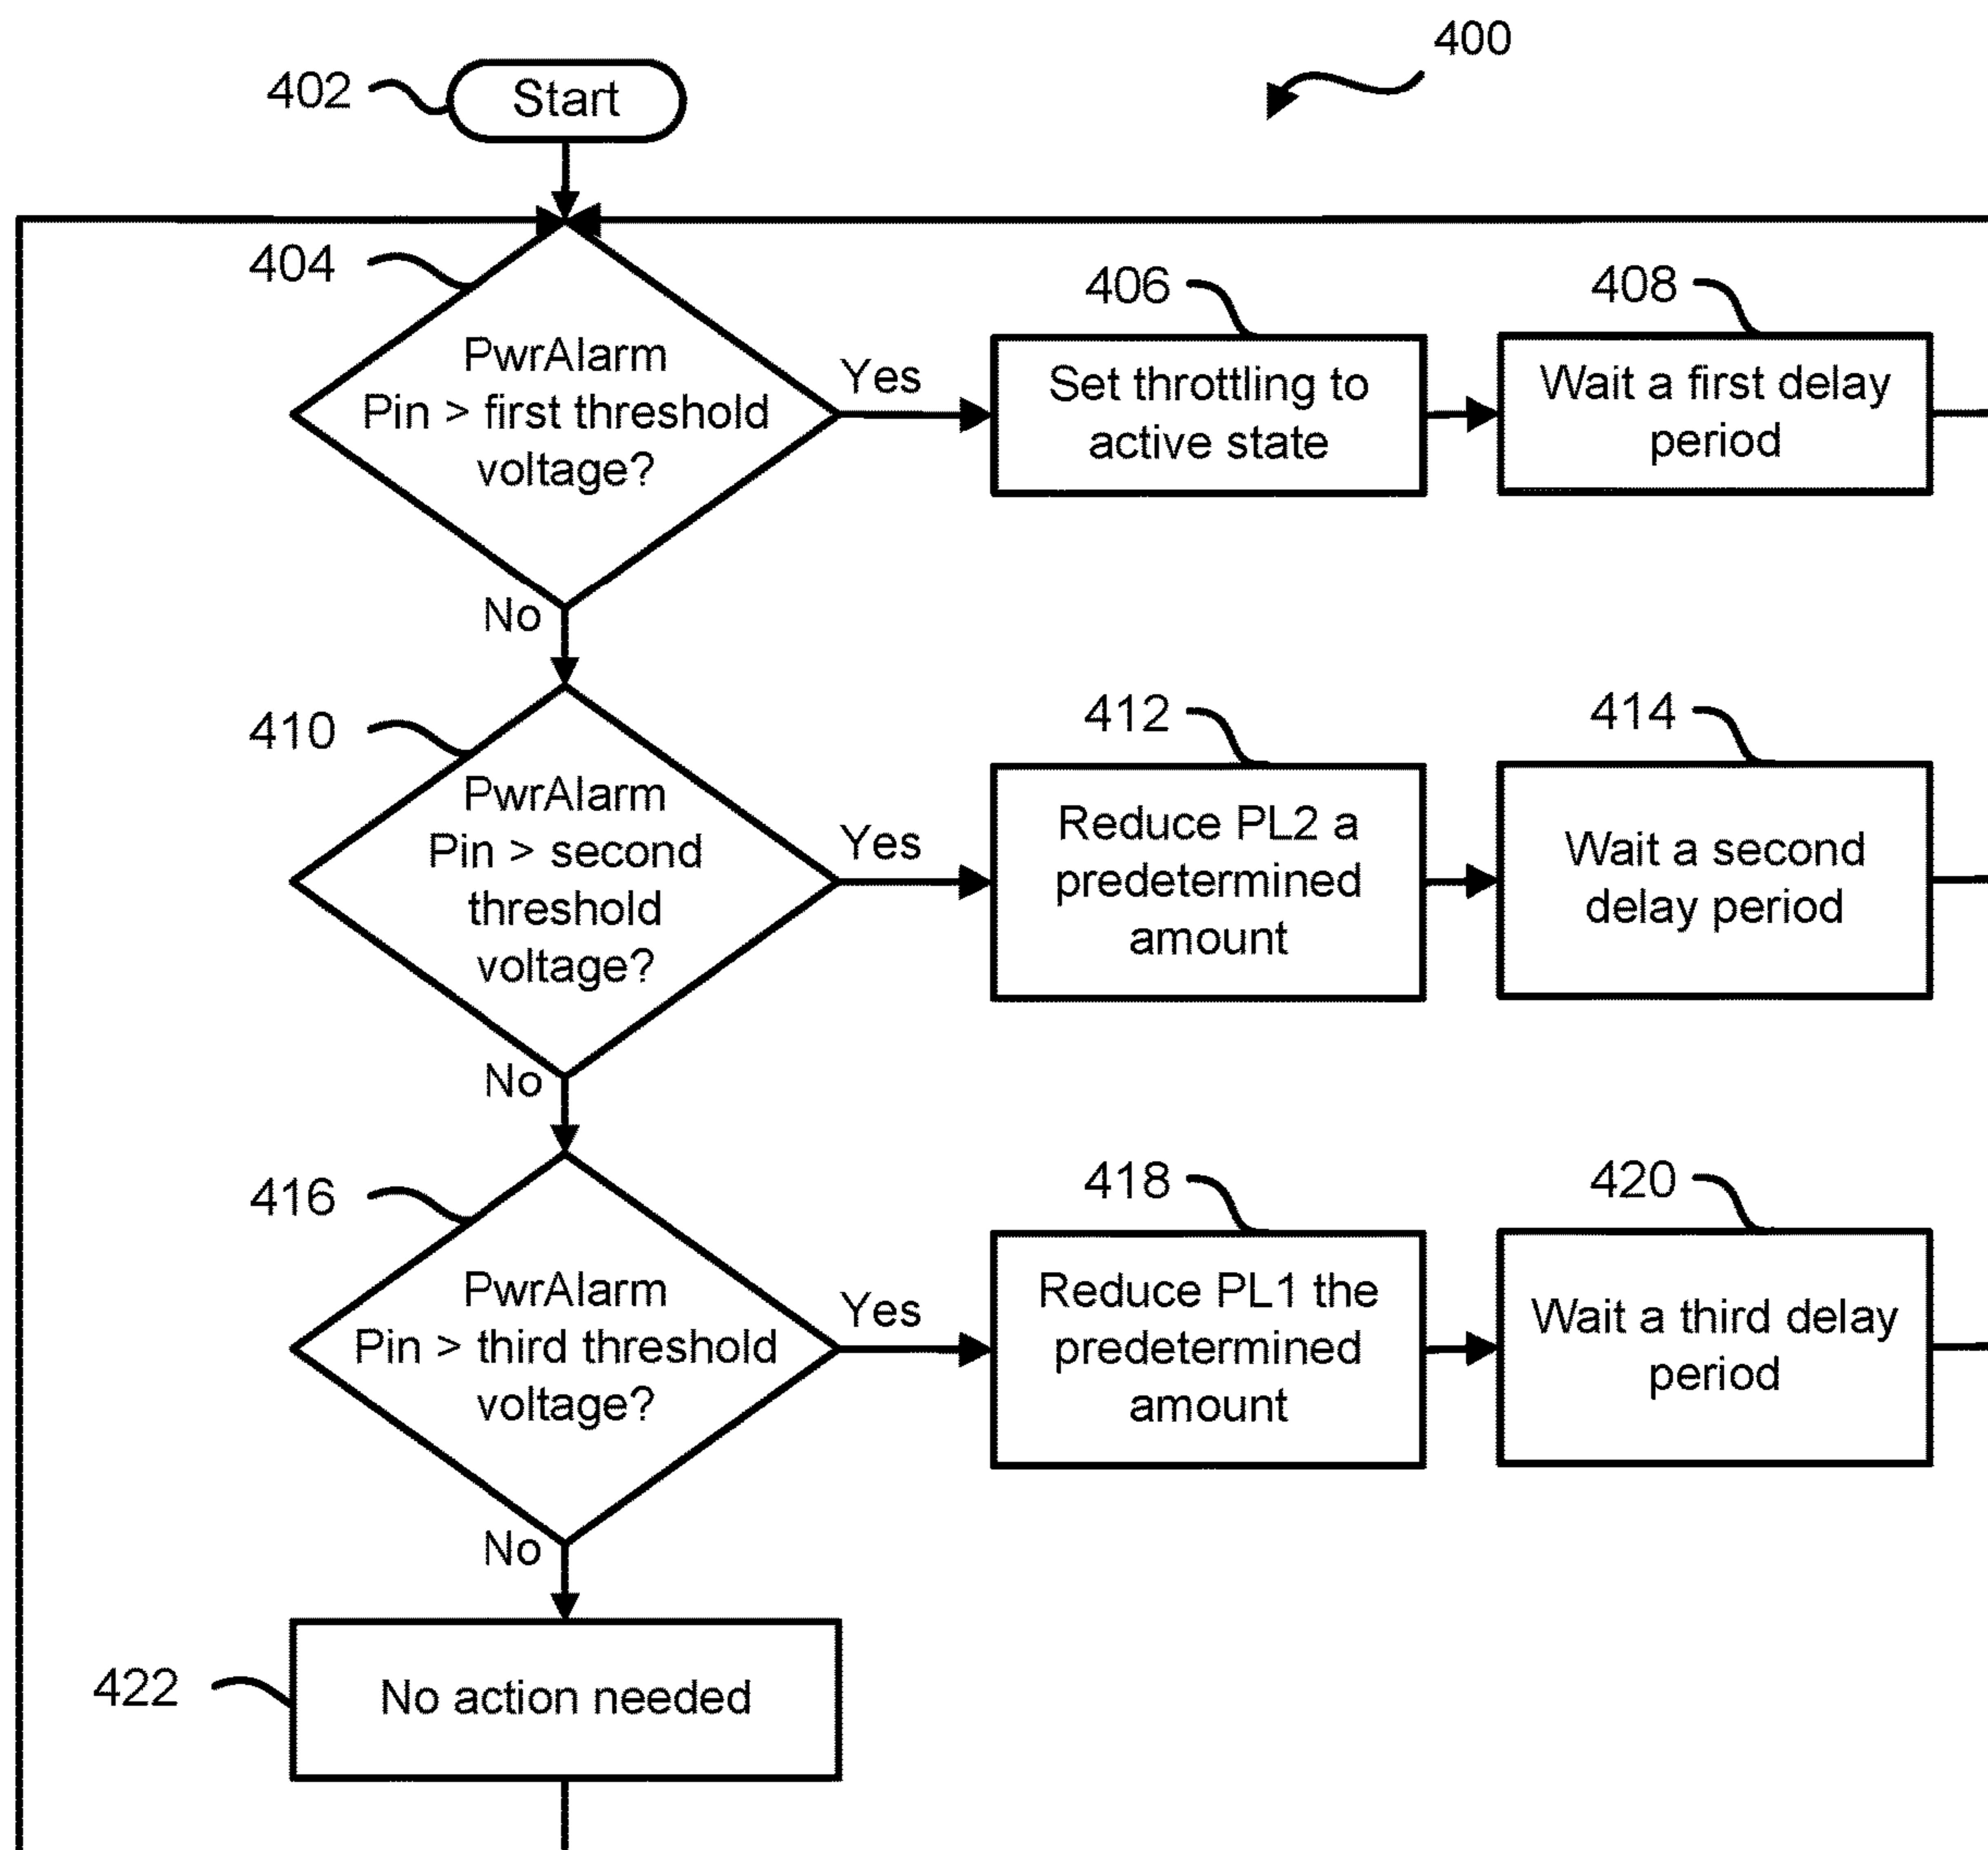 400
402
Start
404
PwrAlarm
Pin > first threshold
voltage?
Yes
406
Set throttling to
active state
408
Wait a first delay
period
No
410
PwrAlarm
Pin > second
threshold
voltage?
Yes
412
Reduce PL2 a
predetermined
amount
414
Wait a second
delay period
No
416
PwrAlarm
Pin > third threshold
voltage?
Yes
418
Reduce PL1 the
predetermined
amount
420
Wait a third delay
period
No
422
No action needed